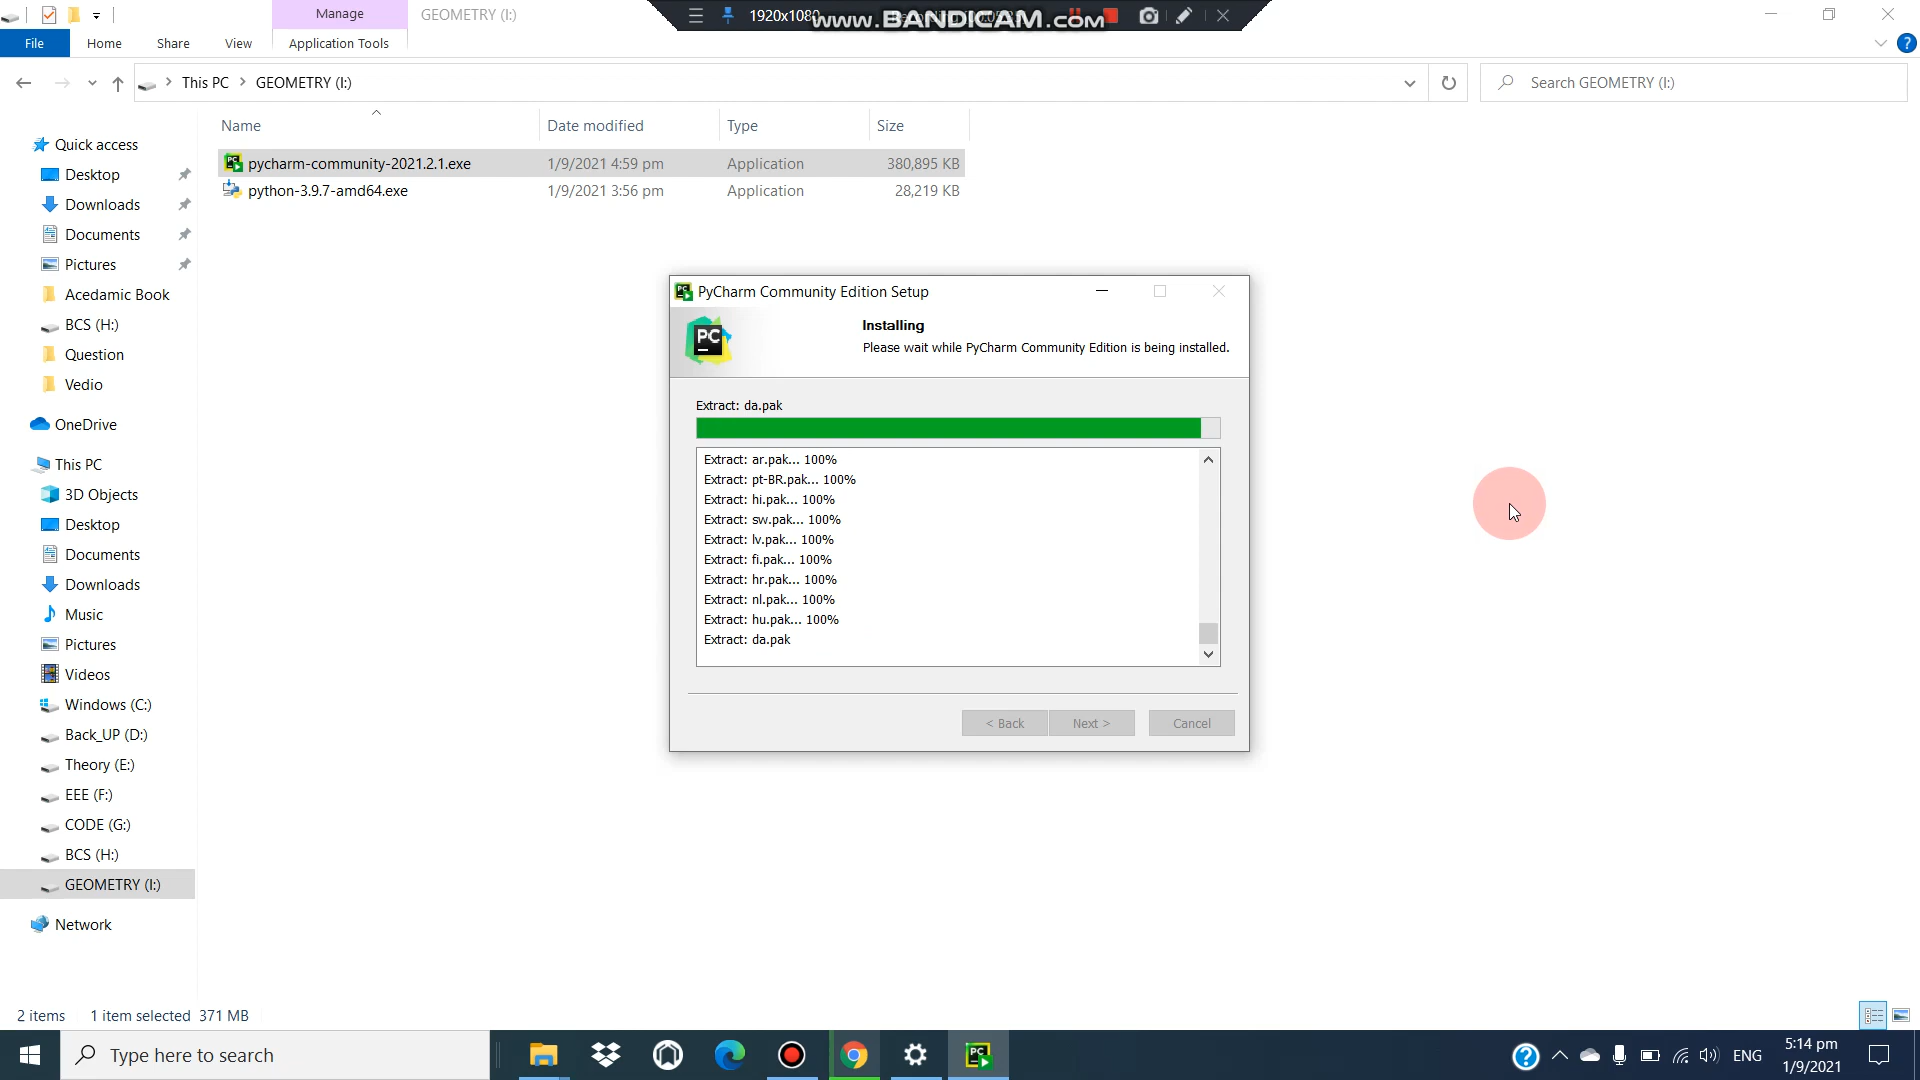 Manage
GEOMETRY (I:)
1920x1080
www.BANDICAM.com
File
Home
Share
View
Application Tools
This PC
GEOMETRY (I:)
Search GEOMETRY (I:)
Name
Date modified
Type
Size
pycharm-community-2021.2.1.exe
1/9/2021 4:59 pm
Application
380,895 KB
python-3.9.7-amd64.exe
1/9/2021 3:56 pm
Application
28,219 KB
Quick access
Desktop
Downloads
Documents
Pictures
Acedamic Book
BCS (H:)
Question
Vedio
OneDrive
This PC
3D Objects
Desktop
Documents
Downloads
Music
Pictures
Videos
Windows (C:)
Back_UP (D:)
Theory (E:)
EEE (F:)
CODE (G:)
BCS (H:)
GEOMETRY (I:)
Network
PyCharm Community Edition Setup
PC
Installing
Please wait while PyCharm Community Edition is being installed.
Extract: da.pak
Extract: ar.pak... 100%
Extract: pt-BR.pak... 100%
Extract: hi.pak... 100%
Extract: sw.pak... 100%
Extract: lv.pak... 100%
Extract: fi.pak... 100%
Extract: hr.pak... 100%
Extract: nl.pak... 100%
Extract: hu.pak... 100%
Extract: da.pak
< Back
Next >
Cancel
2 items
1 item selected 371 MB
Type here to search
PC
ENG
5:14 pm
1/9/2021